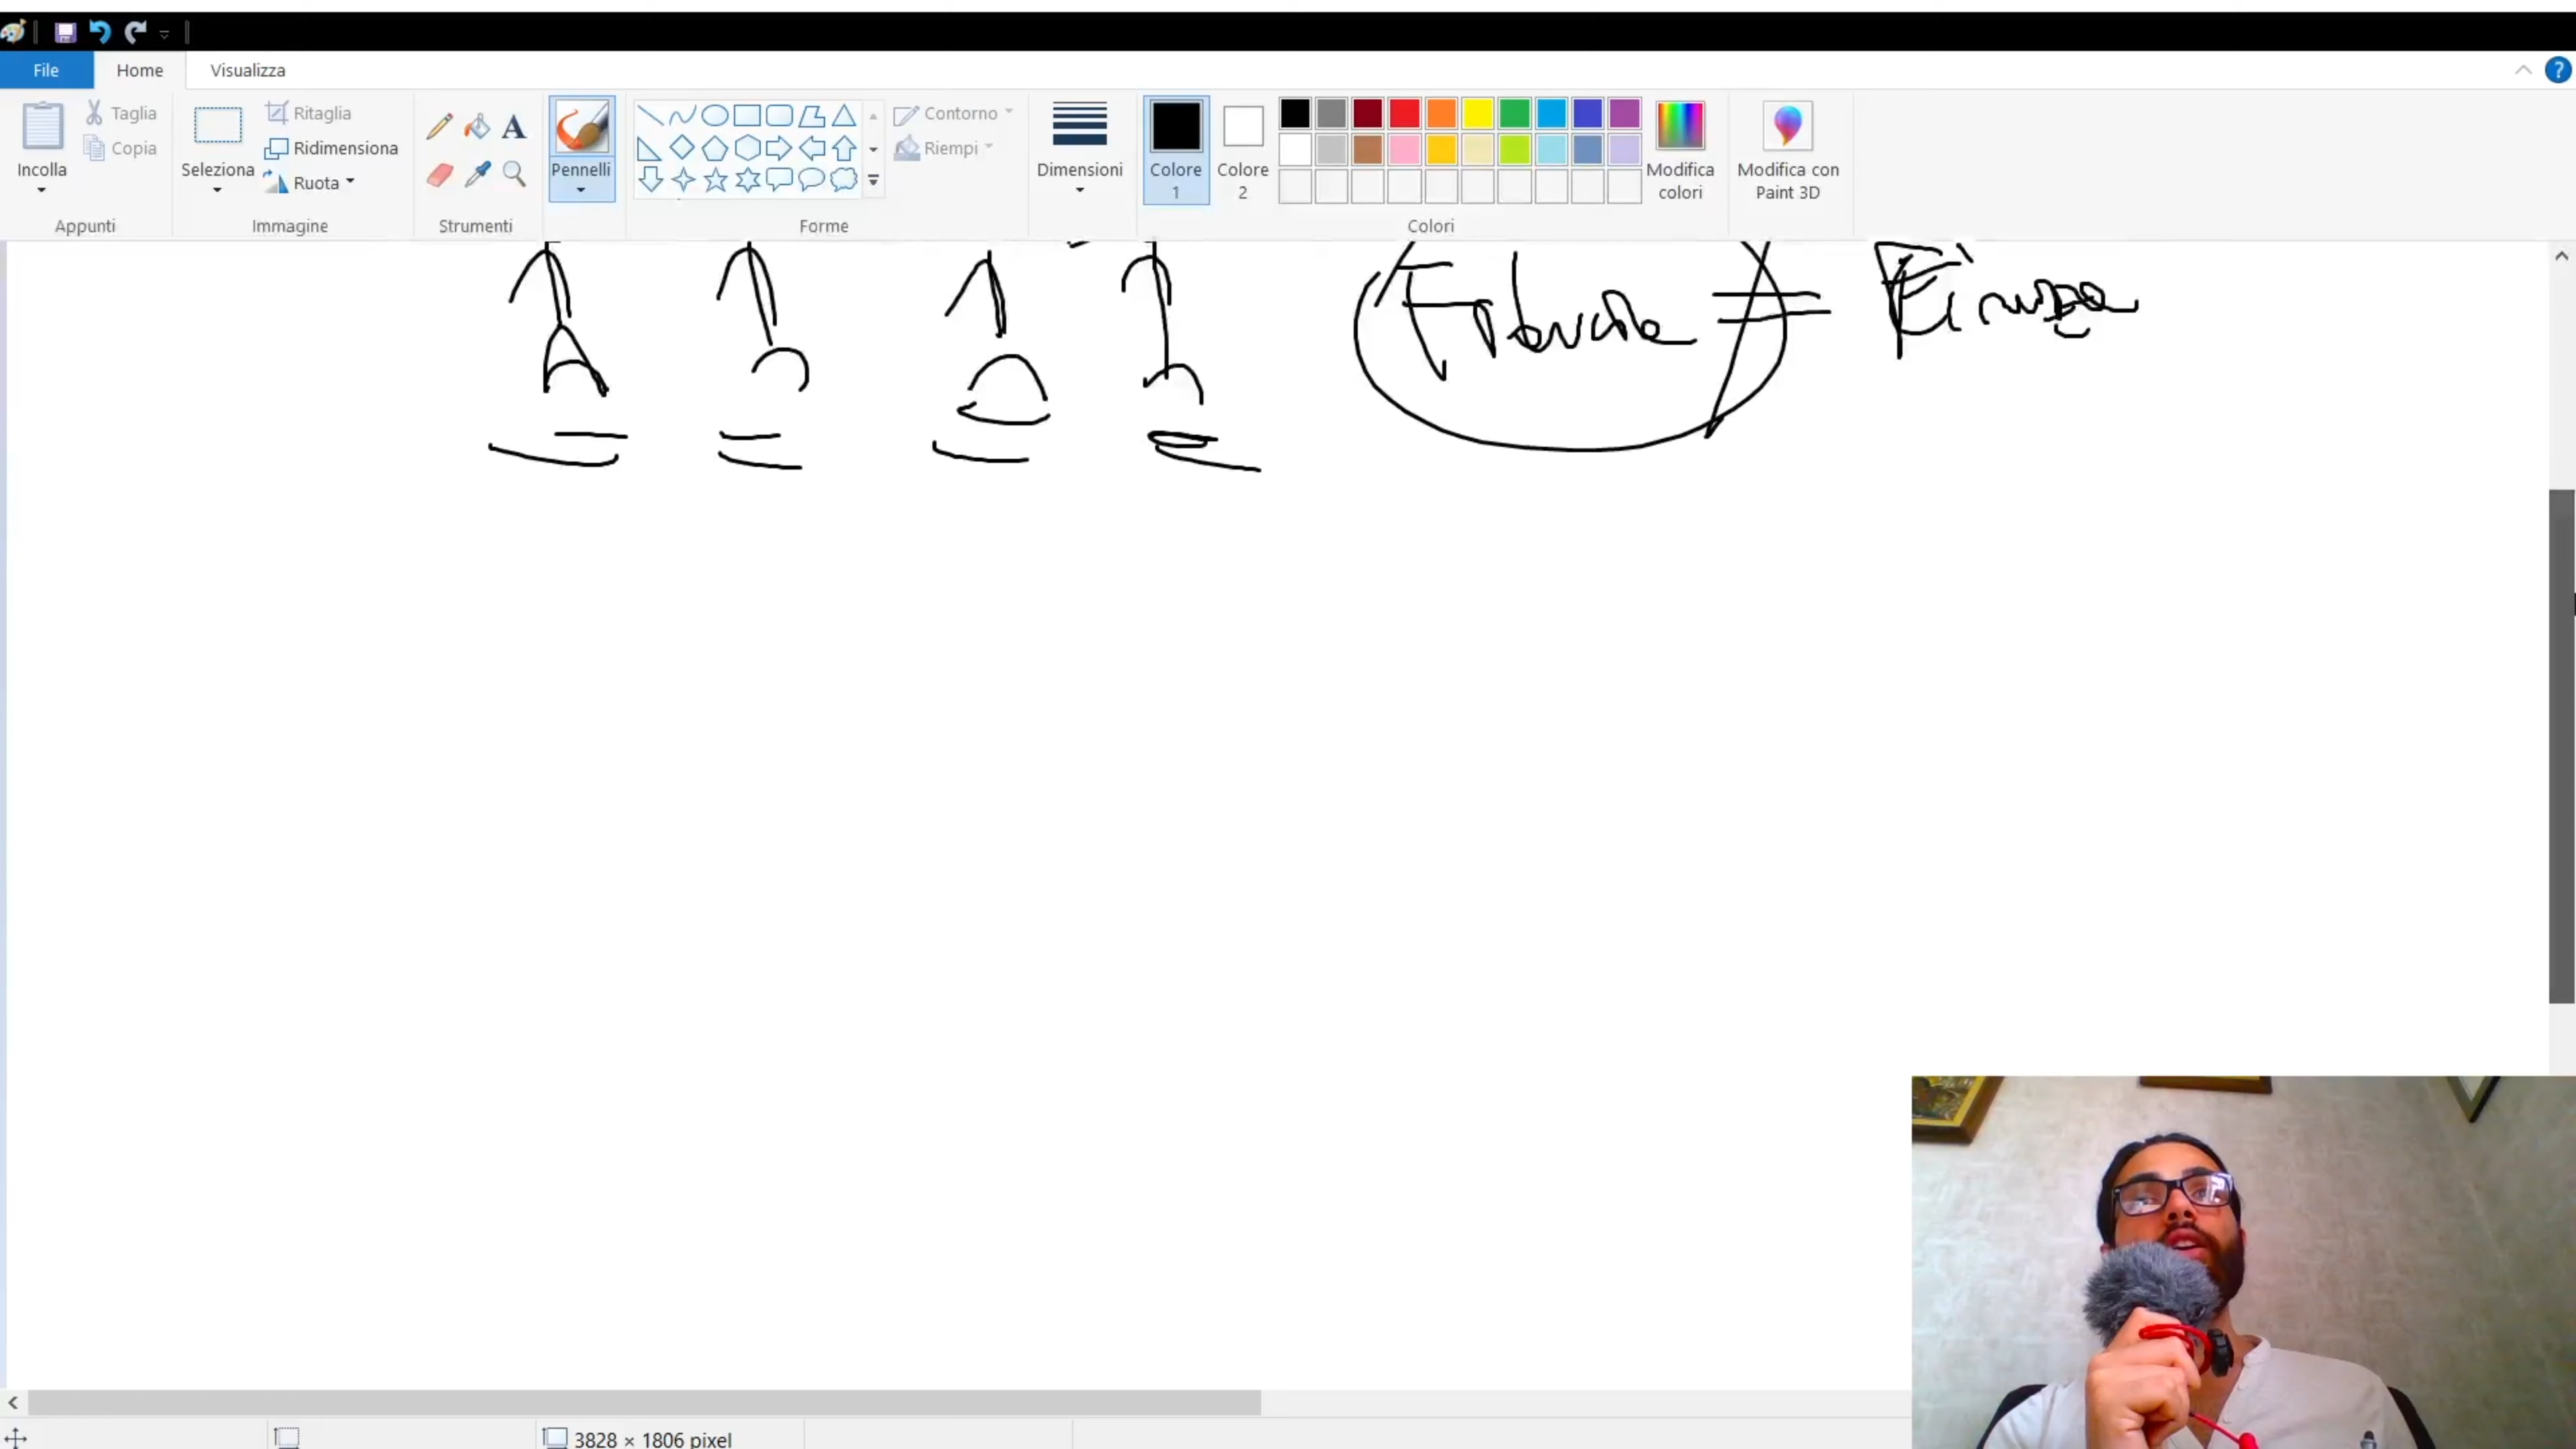 File Home Visualizza
Taglia Ritaglia Contorno
Copia Ridimensiona Riempi
Incolla Seleziona Ruota Pennelli Dimensioni Colore 1 Colore 2 Modifica colori Modifica con Paint 3D
Appunti Immagine Strumenti Forme Colori
A
3828 × 1806 pixel